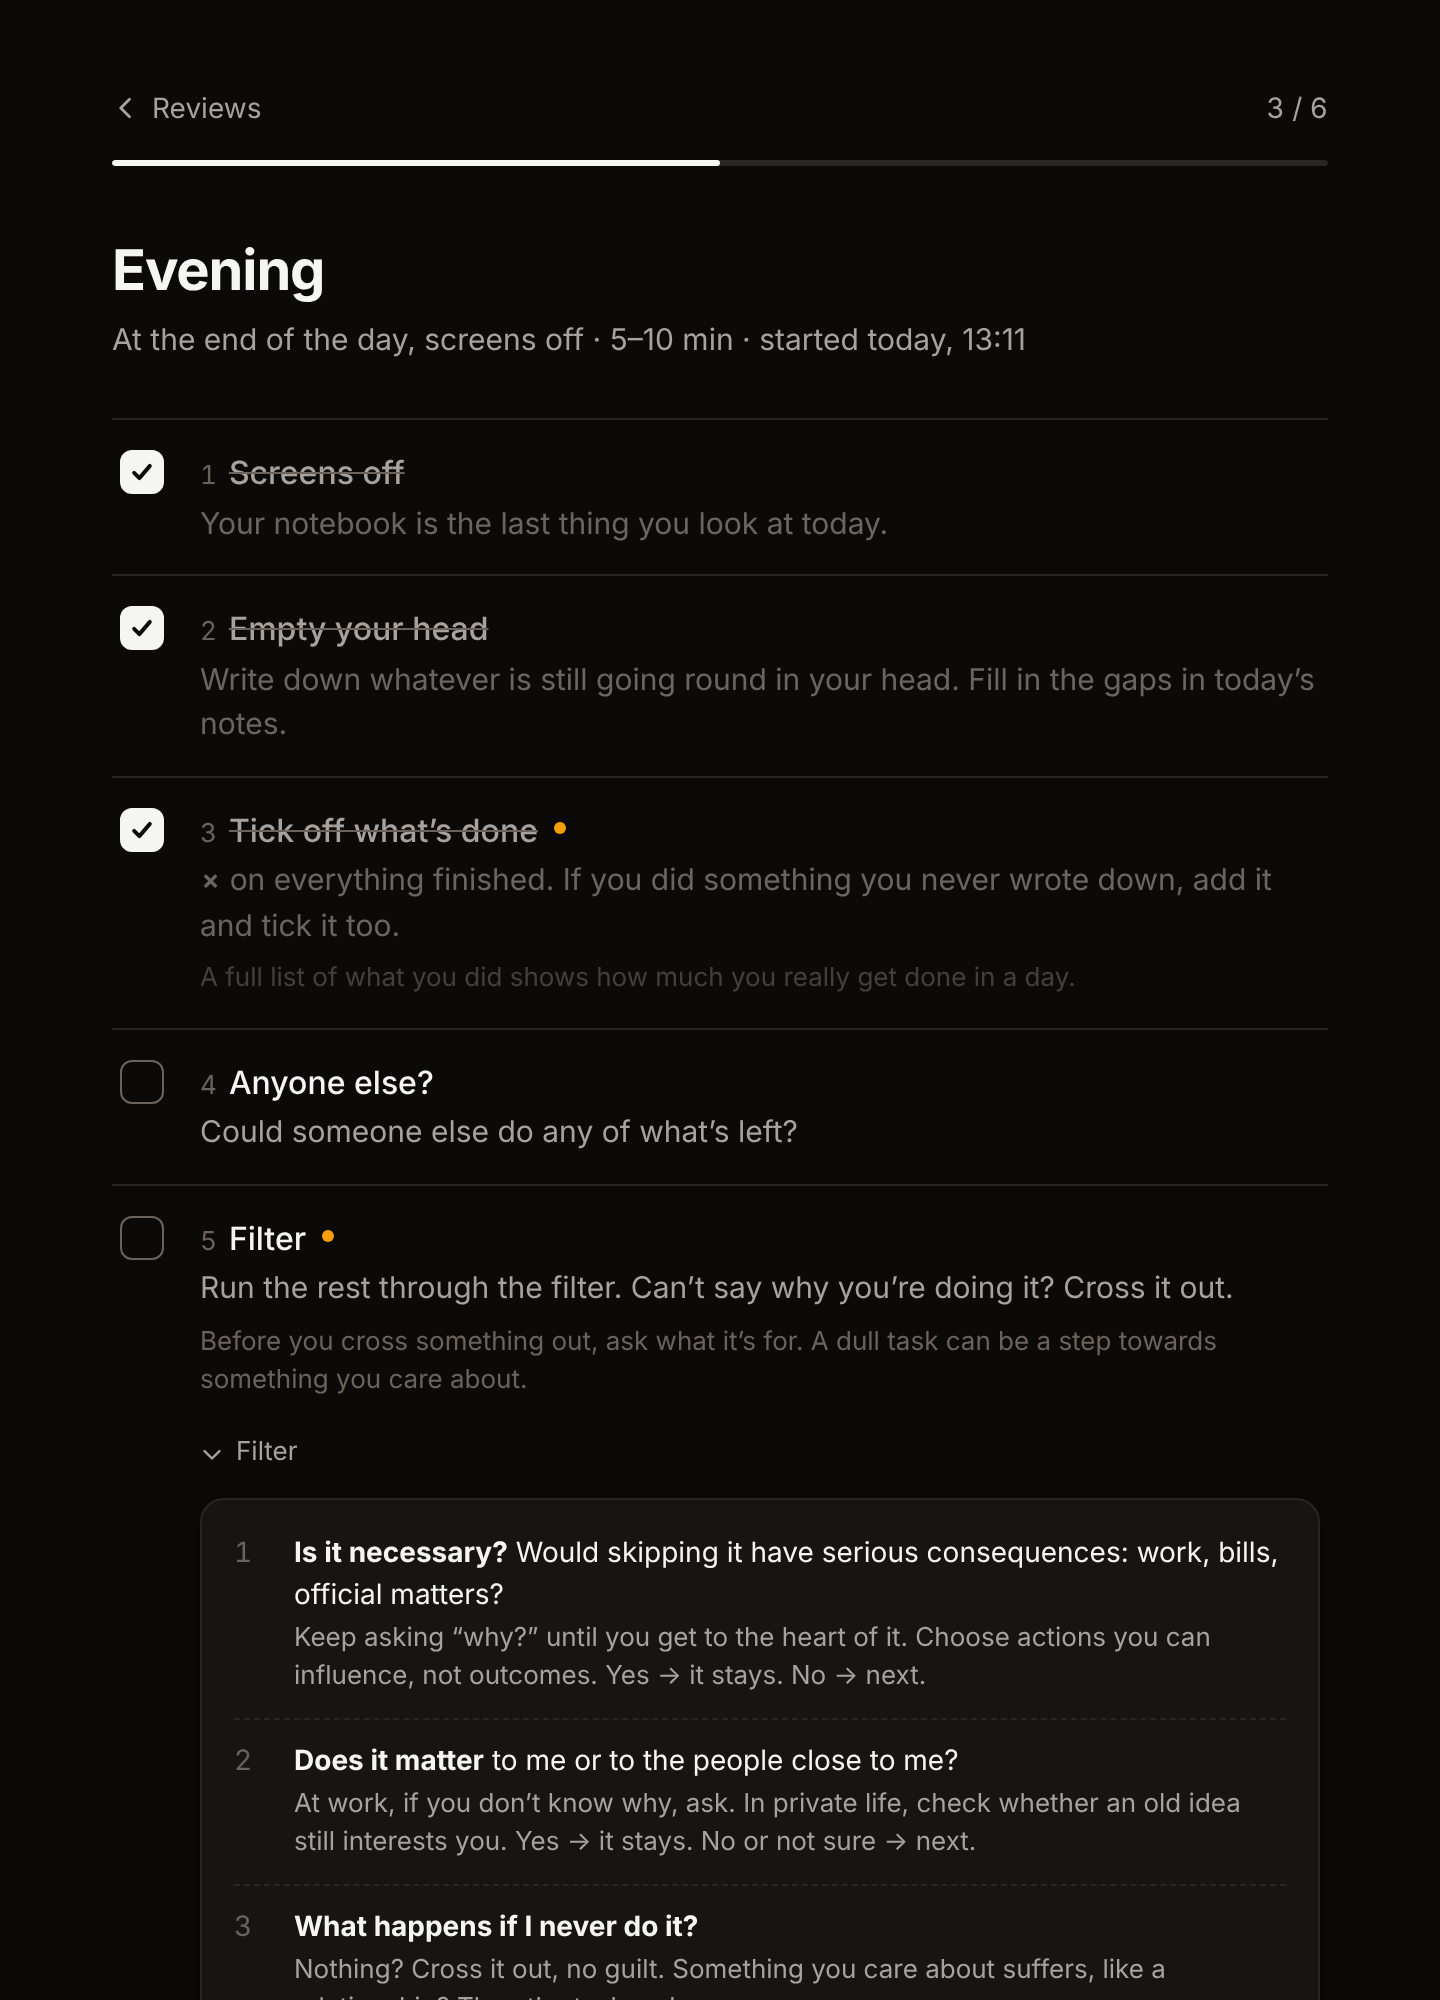 Reviews
3 / 6
Evening
At the end of the day, screens off · 5–10 min · started today, 13:11
1 Screens off
Your notebook is the last thing you look at today.
2 Empty your head
Write down whatever is still going round in your head. Fill in the gaps in today’s
notes.
3 Tick off what’s done
× on everything finished. If you did something you never wrote down, add it
and tick it too.
A full list of what you did shows how much you really get done in a day.
4 Anyone else?
Could someone else do any of what’s left?
5 Filter
Run the rest through the filter. Can’t say why you’re doing it? Cross it out.
Before you cross something out, ask what it’s for. A dull task can be a step towards
something you care about.
Filter
1 Is it necessary? Would skipping it have serious consequences: work, bills,
official matters?
Keep asking “why?” until you get to the heart of it. Choose actions you can
influence, not outcomes. Yes → it stays. No → next.
2 Does it matter to me or to the people close to me?
At work, if you don’t know why, ask. In private life, check whether an old idea
still interests you. Yes → it stays. No or not sure → next.
3 What happens if I never do it?
Nothing? Cross it out, no guilt. Something you care about suffers, like a